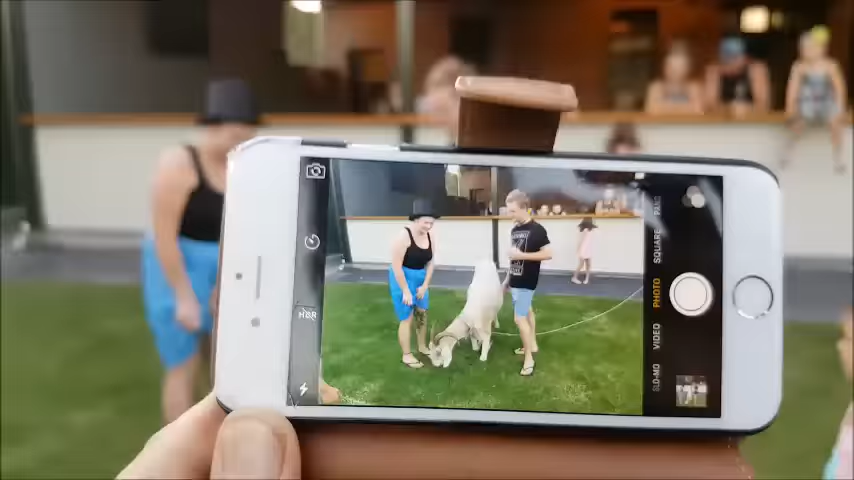 HDR
SQUARE
PHOTO
VIDEO
SLO-MO